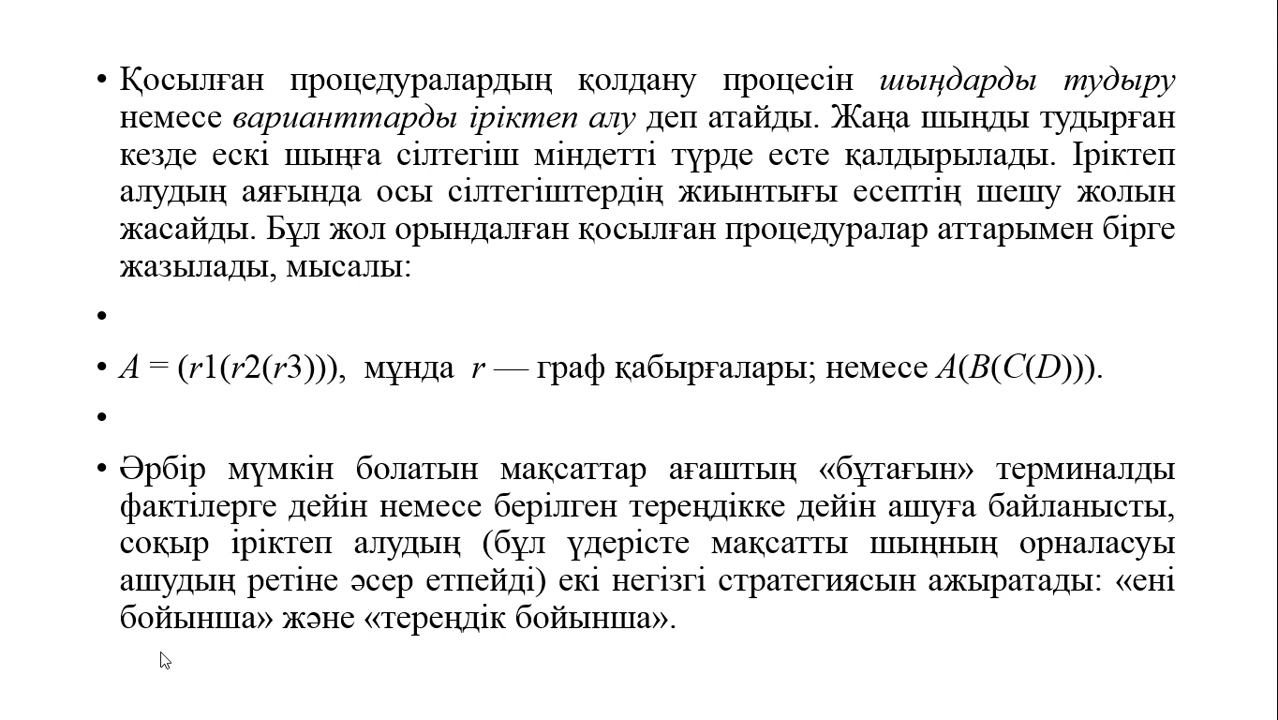 • Қосылған процедуралардың қолдану процесін шыңдарды тудыру
немесе варианттарды іріктеп алу деп атайды. Жаңа шыңды тудырған
кезде ескі шыңға сілтегіш міндетті түрде есте қалдырылады. Іріктеп
алудың аяғында осы сілтегіштердің жиынтығы есептің шешу жолын
жасайды. Бұл жол орындалған қосылған процедуралар аттарымен бірге
жазылады, мысалы:
•
• A = (r1(r2(r3))), мұнда r — граф қабырғалары; немесе A(B(C(D))).
•
• Әрбір мүмкін болатын мақсаттар ағаштың «бұтағын» терминалды
фактілерге дейін немесе берілген тереңдікке дейін ашуға байланысты,
соқыр іріктеп алудың (бұл үдерісте мақсатты шыңның орналасуы
ашудың ретіне әсер етпейді) екі негізгі стратегиясын ажыратады: «ені
бойынша» және «тереңдік бойынша».